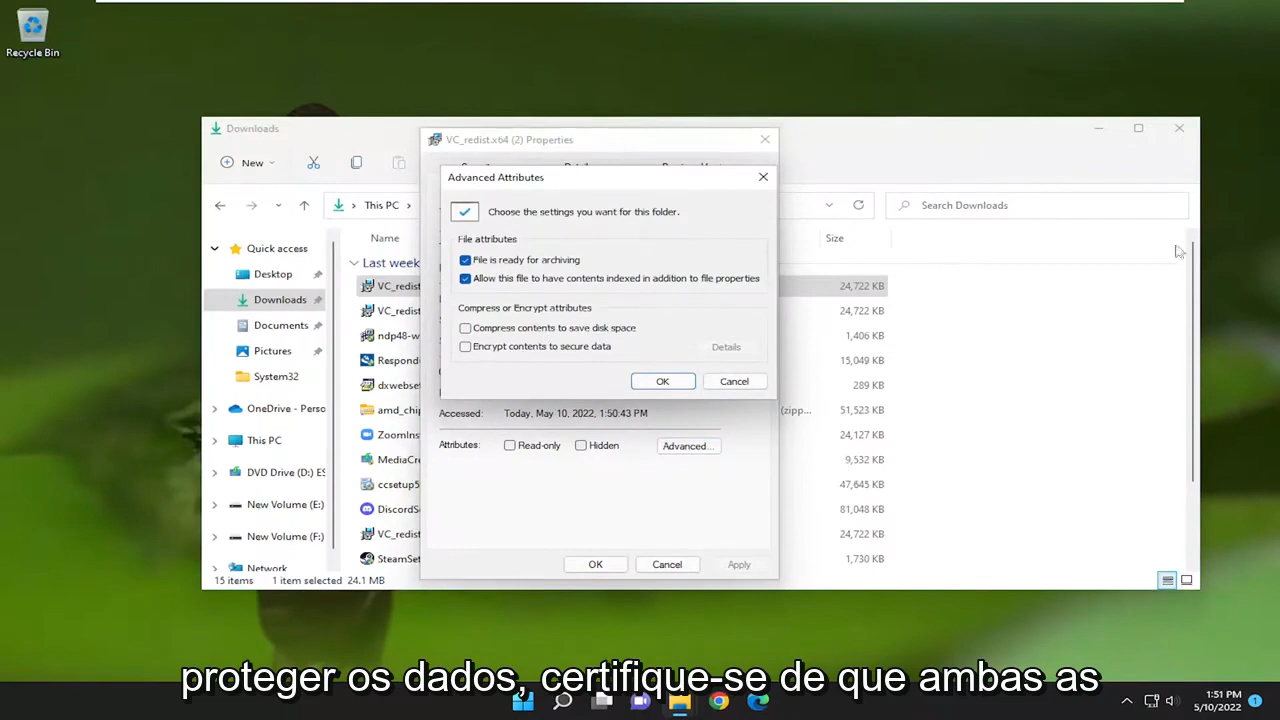 Recycle Bin
Downloads
New
This PC
Search Downloads
Quick access
Desktop
Downloads
Documents
Pictures
System32
OneDrive - Perso
This PC
DVD Drive (D:) ES
New Volume (E:)
New Volume (F:)
Network
Name
Size
Last week
VC_redist
24,722 KB
VC_redist
24,722 KB
ndp48-w
1,406 KB
Respondu
15,049 KB
dxwebset
289 KB
amd_chip
(zipp...
51,523 KB
ZoomIns
24,127 KB
MediaCre
9,532 KB
ccsetup5
47,645 KB
DiscordSe
81,048 KB
VC_redist
24,722 KB
SteamSet
1,730 KB
15 items
1 item selected 24.1 MB
VC_redist.x64 (2) Properties
Advanced Attributes
Choose the settings you want for this folder.
File attributes
File is ready for archiving
Allow this file to have contents indexed in addition to file properties
Compress or Encrypt attributes
Compress contents to save disk space
Encrypt contents to secure data
Details
OK
Cancel
Accessed:
Today, May 10, 2022, 1:50:43 PM
Attributes:
Read-only
Hidden
Advanced...
OK
Cancel
Apply
proteger os dados, certifique-se de que ambas as
1:51 PM
5/10/2022
1